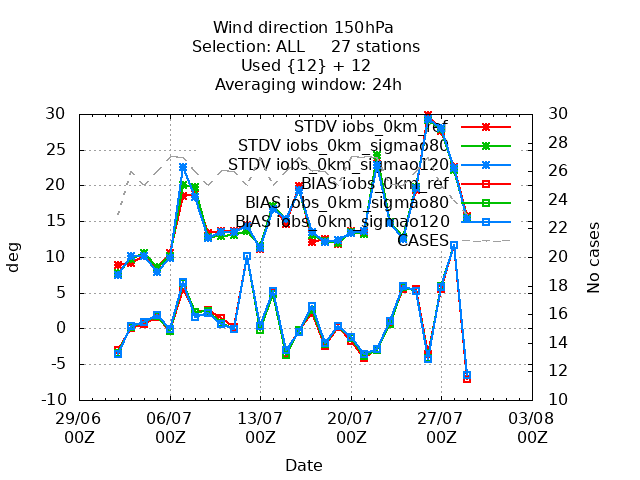 Wind direction 150hPa
Selection: ALL 27 stations
Used {12} + 12
Averaging window: 24h
30 30
STDV iobs_0km_ref
28
25
STDV iobs_0km_sigmao80
26
STDV iobs_0km_sigmao120
20
BIAS iobs_0km_ref
24
BIAS iobs_0km_sigmao80
15
BIAS iobs_0km_sigmao120
22
CASES
10 20
deg
No cases
5 18
0 16
14
-5
12
-10 10
29/06 06/07 13/07 20/07 27/07 03/08
00Z 00Z 00Z 00Z 00Z 00Z
Date